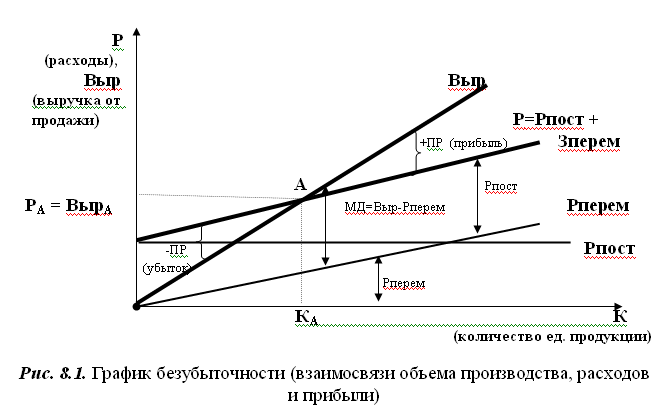 Р
(расходы),
Выр
(выручка от
продажи)
Выр
Р=Рпост +
Зперем
+ПР (прибыль)
А
Рпост
РА = ВырА
МД=Выр-Рперем
Рперем
-ПР
(убыток)
Рпост
Рперем
КА
К
(количество ед. продукции)
Рис. 8.1. График безубыточности (взаимосвязи объема производства, расходов
и прибыли)